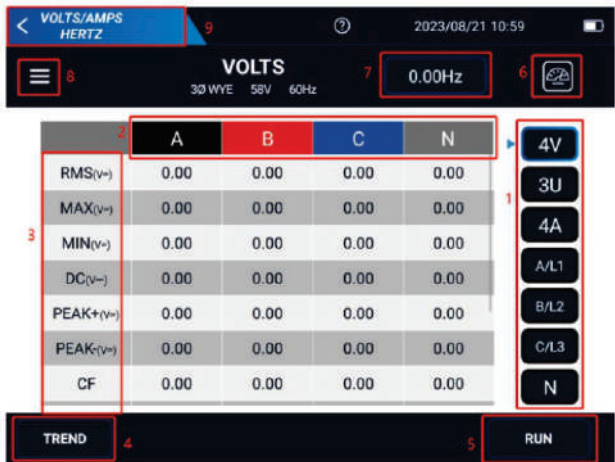 VOLTS/AMPS
HERTZ
9
?
2023/08/21 10:59
8
VOLTS
3Ø WYE 58V 60Hz
7
0.00Hz
6
2
A B C N
4V
RMS(V≂) 0.00 0.00 0.00 0.00
3U
1
MAX(V≂) 0.00 0.00 0.00 0.00
4A
3
MIN(V≂) 0.00 0.00 0.00 0.00
A/L1
DC(V⎓) 0.00 0.00 0.00 0.00
B/L2
PEAK+(V≂) 0.00 0.00 0.00 0.00
C/L3
PEAK-(V≂) 0.00 0.00 0.00 0.00
CF 0.00 0.00 0.00 0.00
N
TREND
4
5
RUN